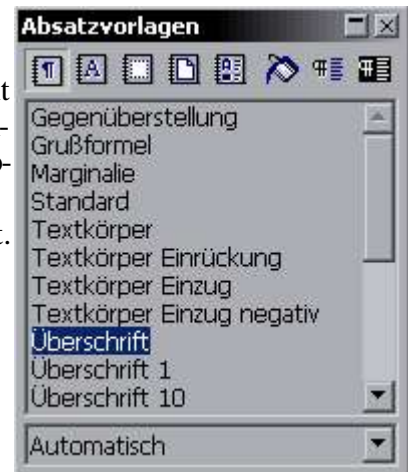 Absatzvorlagen
Gegenüberstellung
Grußformel
Marginalie
Standard
Textkörper
Textkörper Einrückung
Textkörper Einzug
Textkörper Einzug negativ
Überschrift
Überschrift 1
Überschrift 10
Automatisch